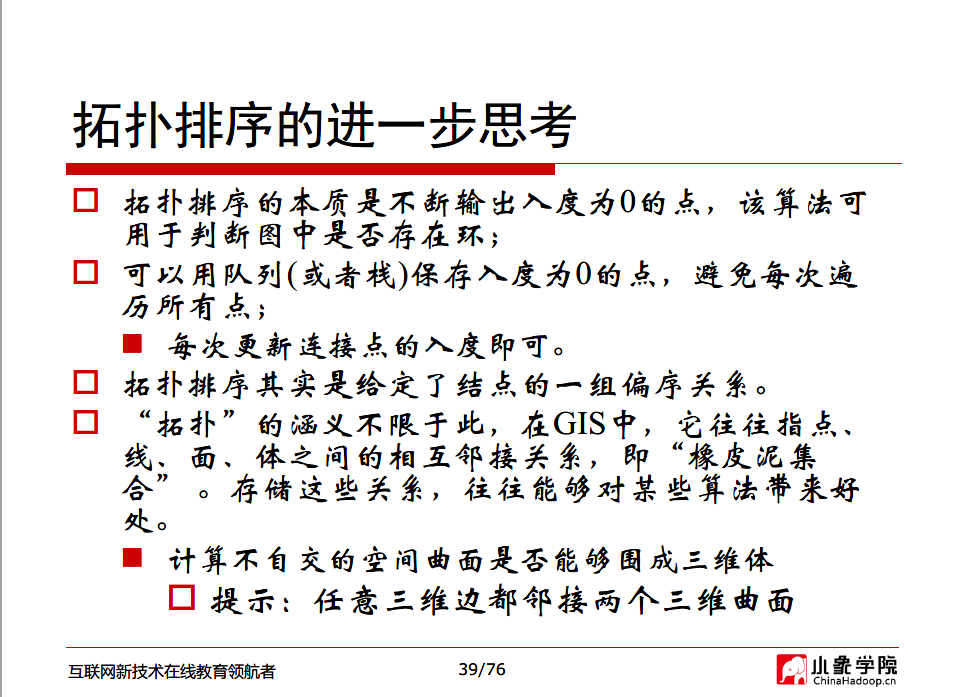 拓扑排序的进一步思考
拓扑排序的本质是不断输出入度为0的点，该算法可
用于判断图中是否存在环；
可以用队列(或者栈)保存入度为0的点，避免每次遍
历所有点；
每次更新连接点的入度即可。
拓扑排序其实是给定了结点的一组偏序关系。
“拓扑”的涵义不限于此，在GIS中，它往往指点、
线、面、体之间的相互邻接关系，即“橡皮泥集
合”。存储这些关系，往往能够对某些算法带来好
处。
计算不自交的空间曲面是否能够围成三维体
提示：任意三维边都邻接两个三维曲面
互联网新技术在线教育领航者
39/76
小象学院
ChinaHadoop.cn